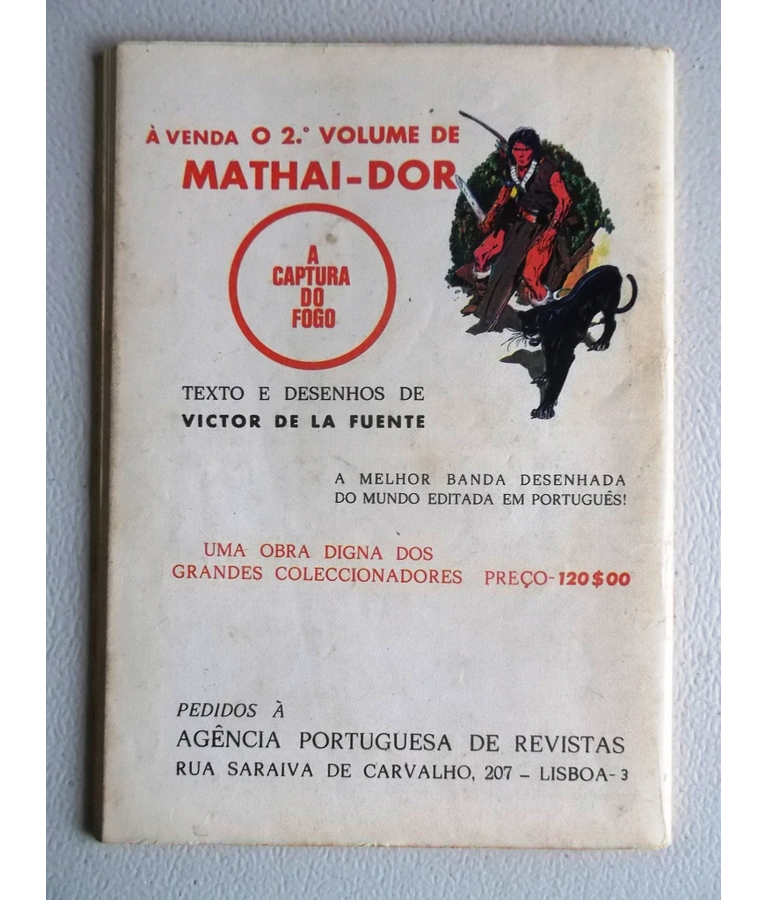 À VENDA O 2.º VOLUME DE
MATHAI-DOR
A
CAPTURA
DO
FOGO
TEXTO E DESENHOS DE
VICTOR DE LA FUENTE
A MELHOR BANDA DESENHADA
DO MUNDO EDITADA EM PORTUGUÊS!
UMA OBRA DIGNA DOS
GRANDES COLECCIONADORES PREÇO-120$00
PEDIDOS À
AGÊNCIA PORTUGUESA DE REVISTAS
RUA SARAIVA DE CARVALHO, 207 – LISBOA-3